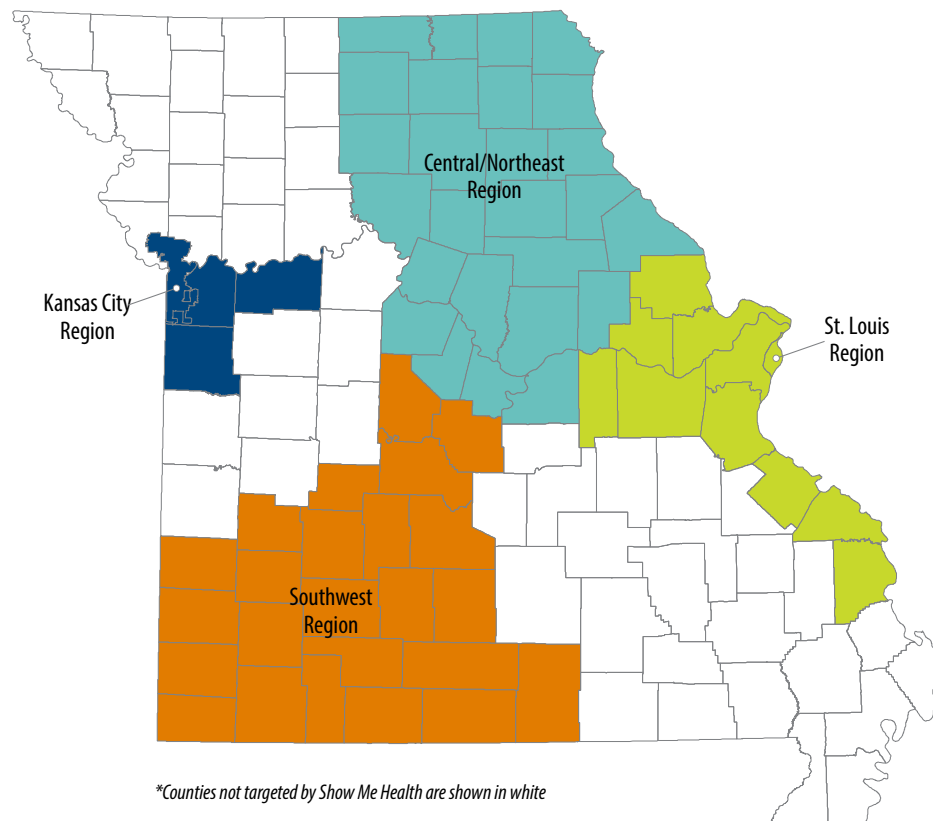 Central/Northeast
Region
Kansas City
Region
St. Louis
Region
Southwest
Region
*Counties not targeted by Show Me Health are shown in white